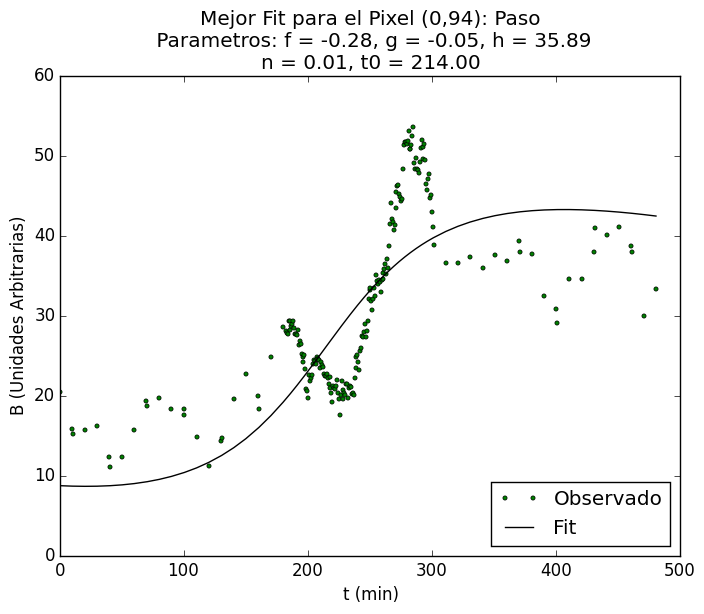 Mejor Fit para el Pixel (0,94): Paso
Parametros: f = -0.28, g = -0.05, h = 35.89
n = 0.01, t0 = 214.00
60
50
40
30
20
10
0
B (Unidades Arbitrarias)
Observado
Fit
0 100 200 300 400 500
t (min)